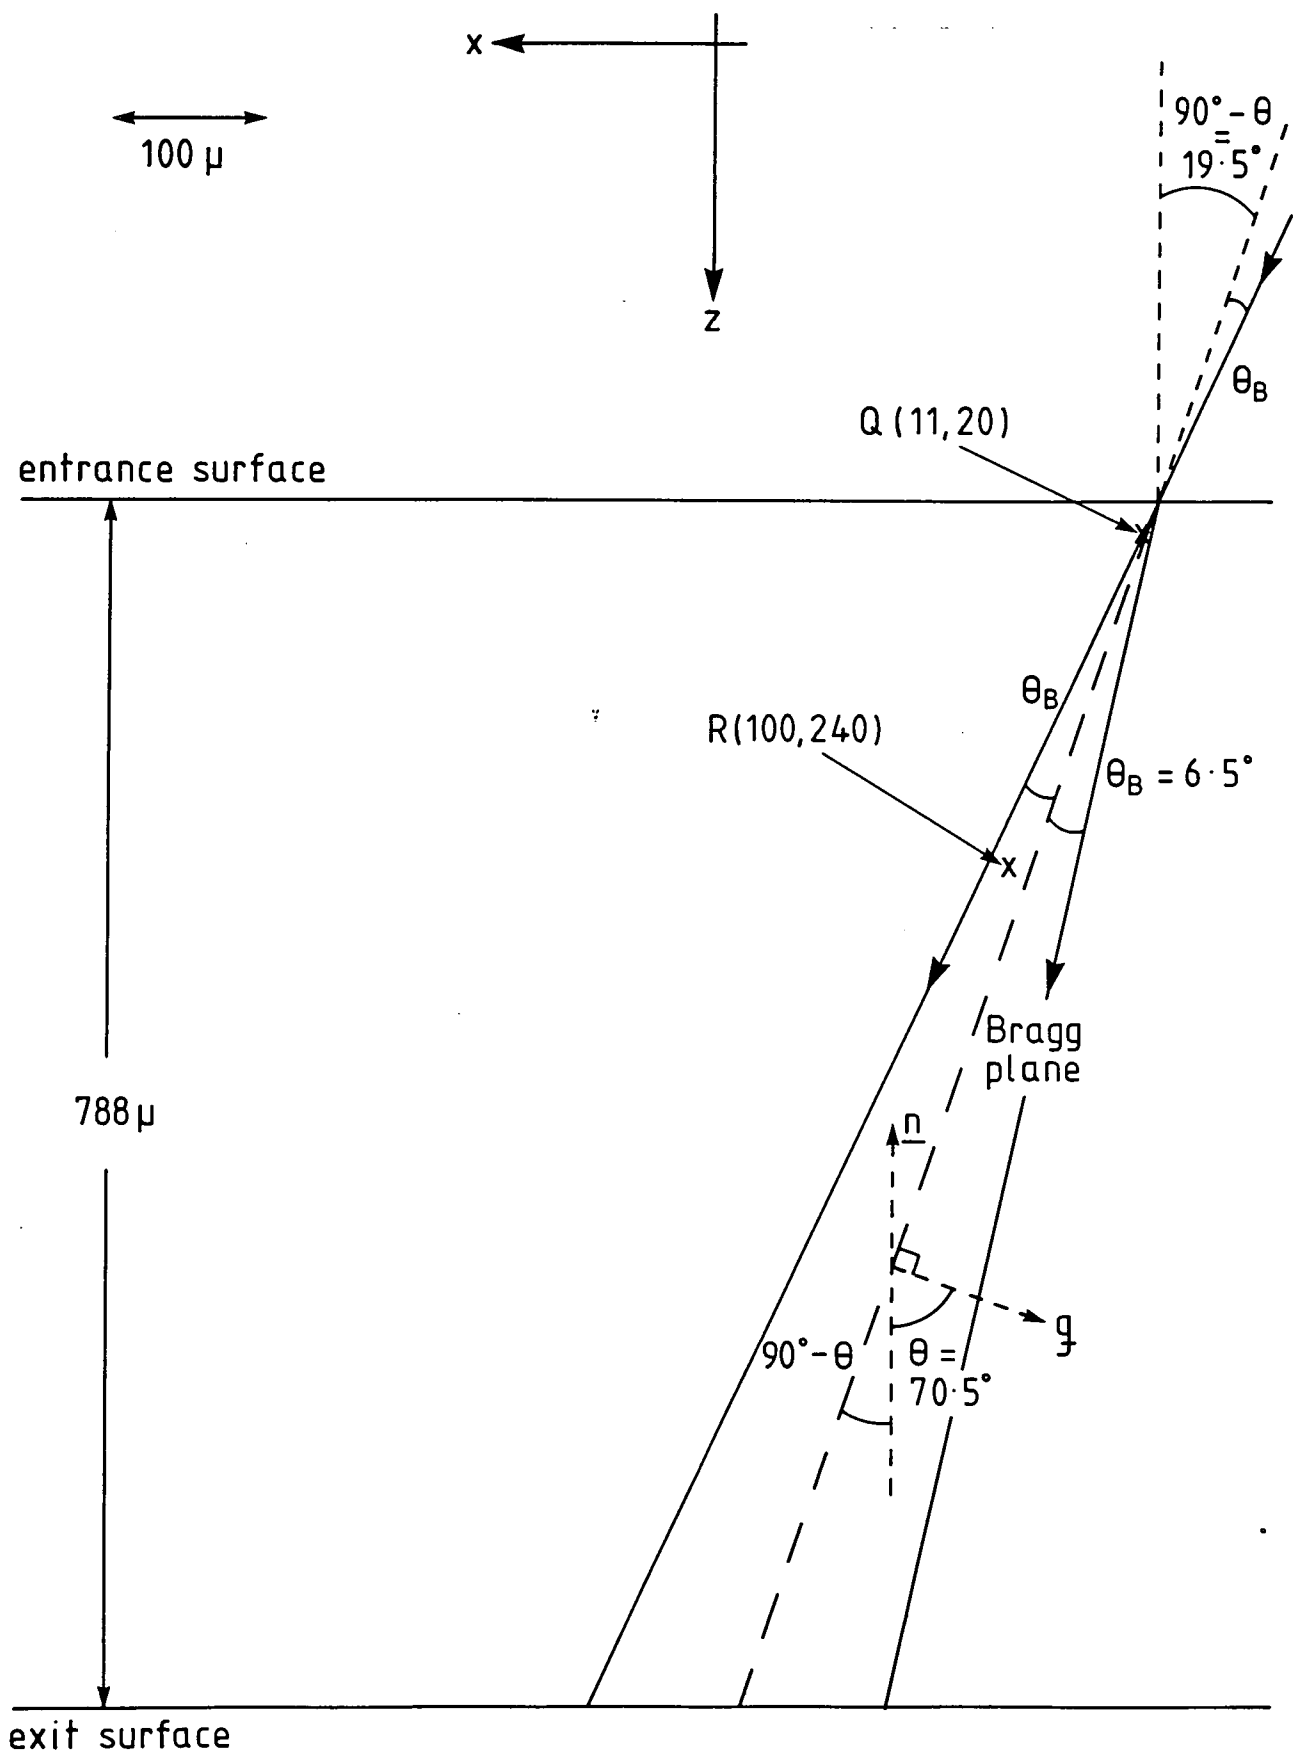 x
100 μ
z
90° - θ
=
19·5°
θB
Q (11,20)
entrance surface
θB
R(100,240)
θB = 6·5°
Bragg
plane
788μ
n
g
90°-θ
θ =
70·5°
exit surface